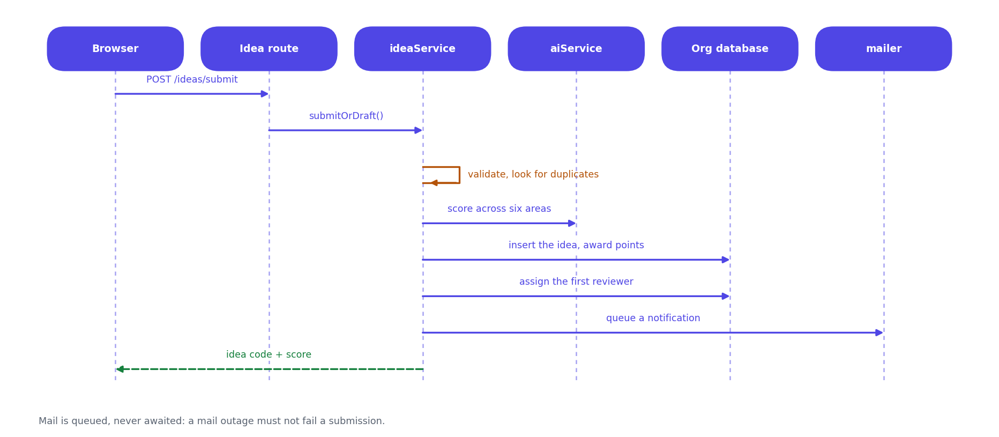 Browser
Idea route
ideaService
aiService
Org database
mailer
POST /ideas/submit
submitOrDraft()
validate, look for duplicates
score across six areas
insert the idea, award points
assign the first reviewer
queue a notification
idea code + score
Mail is queued, never awaited: a mail outage must not fail a submission.